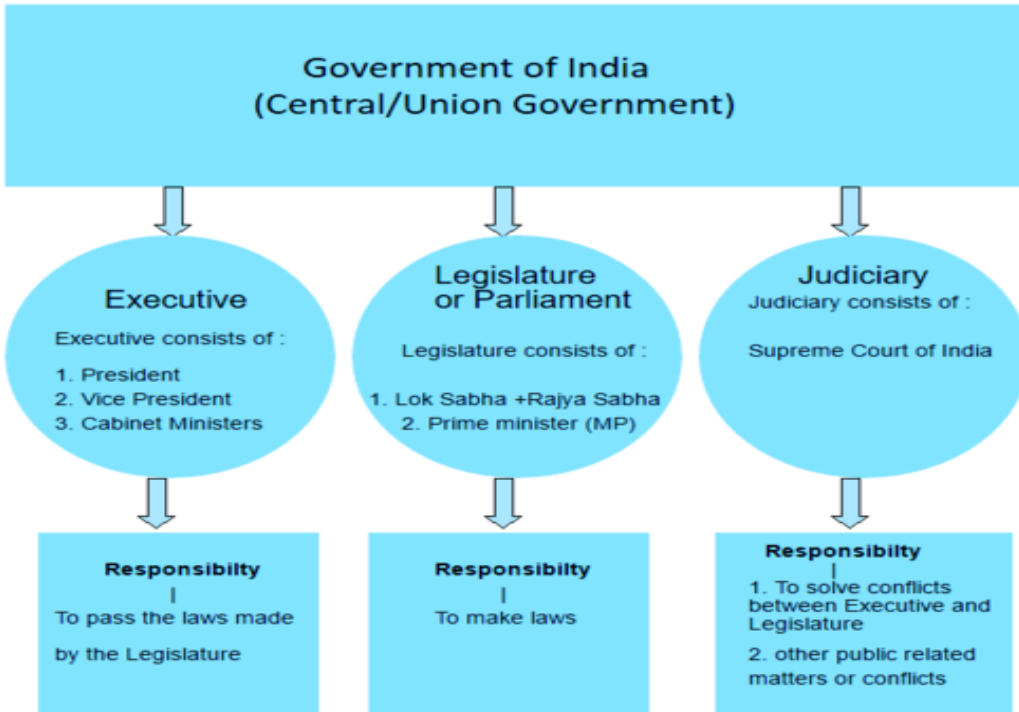 Government of India
(Central/Union Government)
Executive
Executive consists of :
1. President
2. Vice President
3. Cabinet Ministers
Legislature
or Parliament
Legislature consists of :
1. Lok Sabha +Rajya Sabha
2. Prime minister (MP)
Judiciary
Judiciary consists of :
Supreme Court of India
Responsibilty
To pass the laws made
by the Legislature
Responsibilty
To make laws
Responsibilty
1. To solve conflicts
between Executive and
Legislature
2. other public related
matters or conflicts